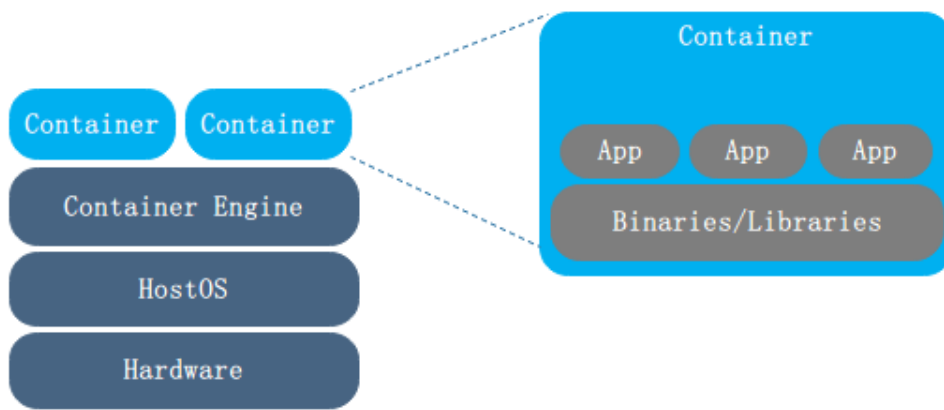 Container
Container Container
App App App
Container Engine
Binaries/Libraries
HostOS
Hardware